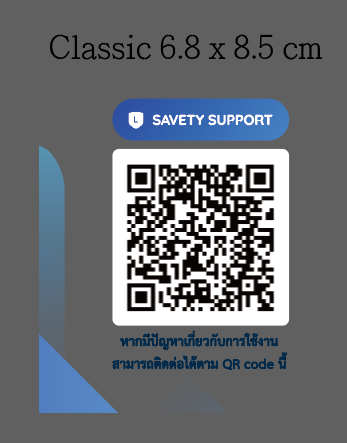 Classic 6.8 x 8.5 cm
L SAVETY SUPPORT
หากมีปัญหาเกี่ยวกับการใช้งาน
สามารถติดต่อได้ตาม QR code นี้